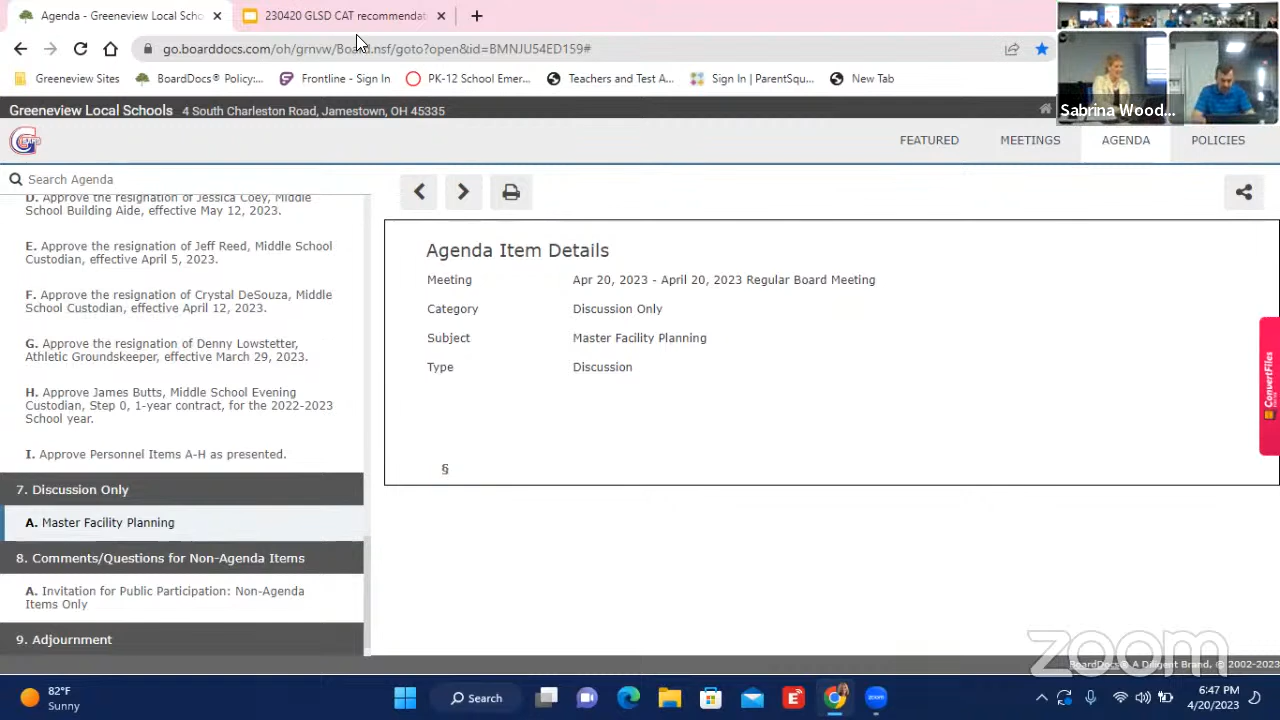 Agenda - Greeneview Local Scho
230420 GLSD CAT recommendat
go.boarddocs.com/oh/grnvw/Board.nsf/goto?open&id=BMNJU54ED159#
Greeneview Sites
BoardDocs® Policy:...
Frontline - Sign In
PK-12 School Emer...
Teachers and Test A...
Sign In | ParentSqu...
New Tab
Sabrina Wood...
Greeneview Local Schools 4 South Charleston Road, Jamestown, OH 45335
FEATURED
MEETINGS
AGENDA
POLICIES
Search Agenda
D. Approve the resignation of Jessica Coey, Middle
School Building Aide, effective May 12, 2023.
E. Approve the resignation of Jeff Reed, Middle School
Custodian, effective April 5, 2023.
F. Approve the resignation of Crystal DeSouza, Middle
School Custodian, effective April 12, 2023.
G. Approve the resignation of Denny Lowstetter,
Athletic Groundskeeper, effective March 29, 2023.
H. Approve James Butts, Middle School Evening
Custodian, Step 0, 1-year contract, for the 2022-2023
School year.
I. Approve Personnel Items A-H as presented.
7. Discussion Only
A. Master Facility Planning
8. Comments/Questions for Non-Agenda Items
A. Invitation for Public Participation: Non-Agenda
Items Only
9. Adjournment
Agenda Item Details
Meeting Apr 20, 2023 - April 20, 2023 Regular Board Meeting
Category Discussion Only
Subject Master Facility Planning
Type Discussion
§
ConvertFiles
zoom
BoardDocs® A Diligent Brand, © 2002-2023
82°F
Sunny
Search
zoom
6:47 PM
4/20/2023